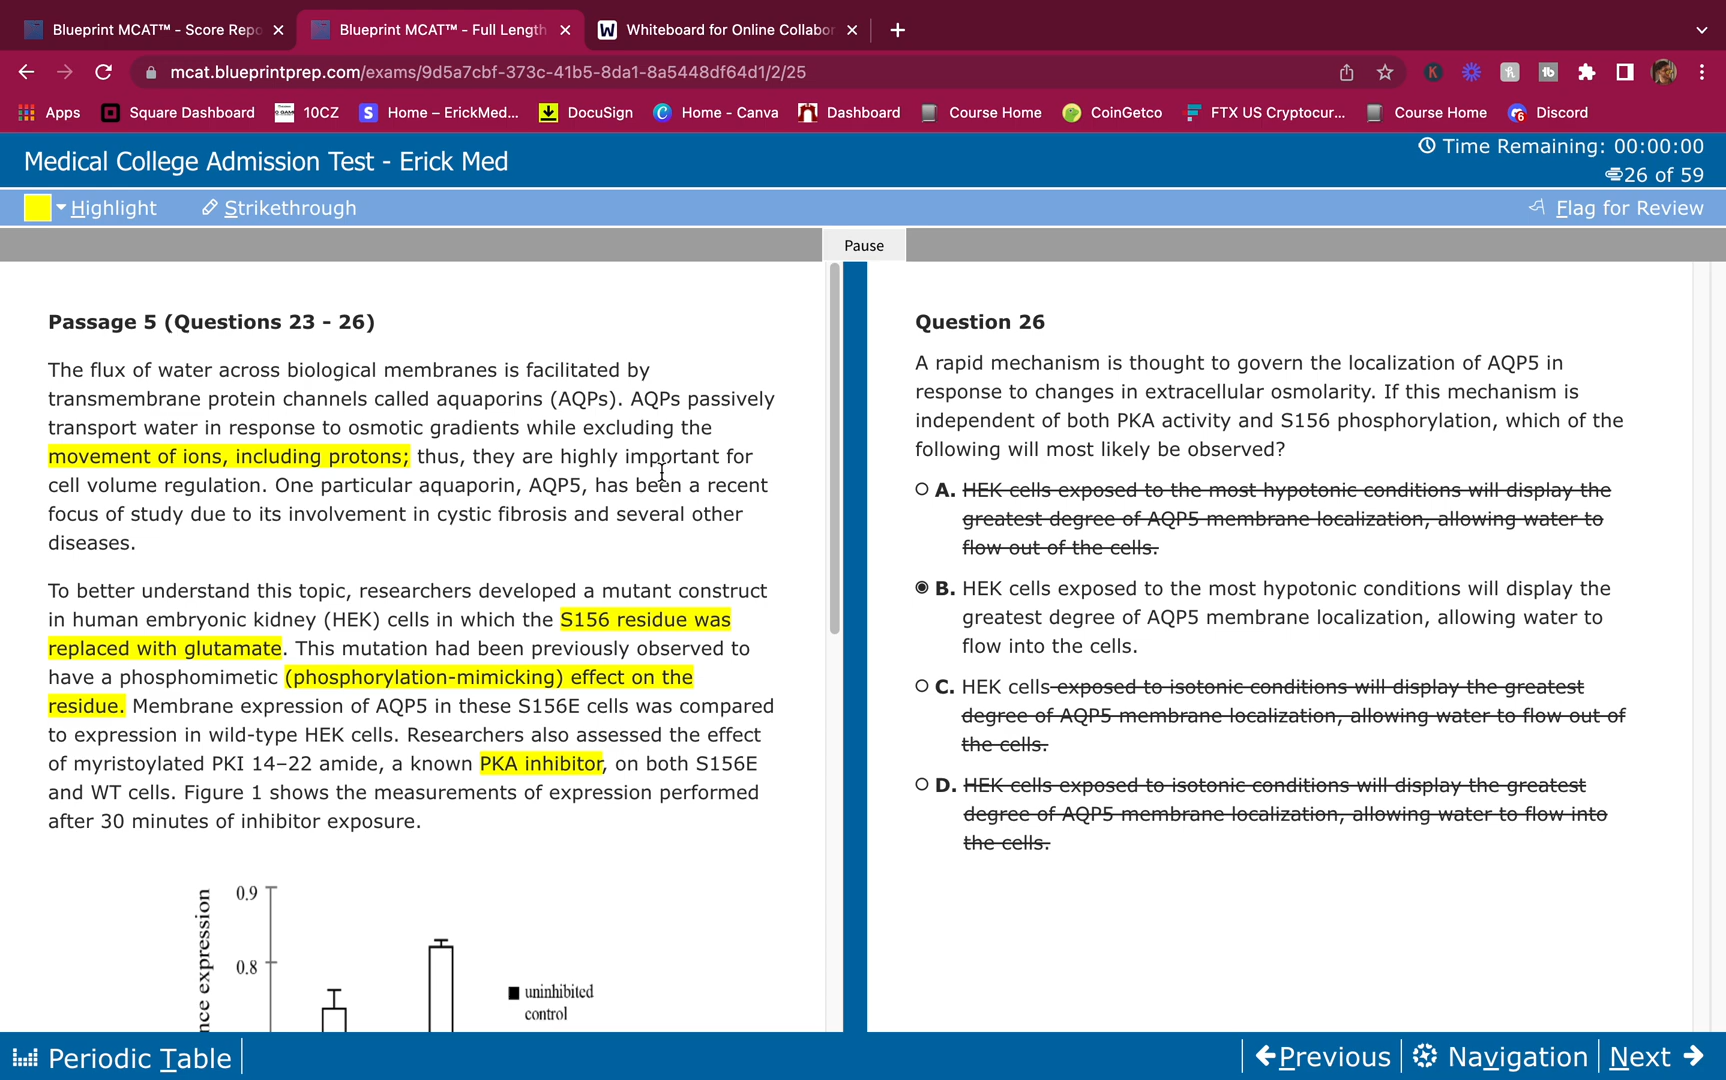 Blueprint MCAT™ - Score Repo
Blueprint MCAT™ - Full Length
Whiteboard for Online Collabor
mcat.blueprintprep.com/exams/9d5a7cbf-373c-41b5-8da1-8a5448df64d1/2/25
Apps Square Dashboard 10CZ Home – ErickMed... DocuSign Home - Canva Dashboard Course Home CoinGetco FTX US Cryptocur... Course Home Discord
Medical College Admission Test - Erick Med
Time Remaining: 00:00:00
26 of 59
Highlight Strikethrough Flag for Review
Pause
Passage 5 (Questions 23 - 26)
The flux of water across biological membranes is facilitated by
transmembrane protein channels called aquaporins (AQPs). AQPs passively
transport water in response to osmotic gradients while excluding the
movement of ions, including protons; thus, they are highly important for
cell volume regulation. One particular aquaporin, AQP5, has been a recent
focus of study due to its involvement in cystic fibrosis and several other
diseases.
To better understand this topic, researchers developed a mutant construct
in human embryonic kidney (HEK) cells in which the S156 residue was
replaced with glutamate. This mutation had been previously observed to
have a phosphomimetic (phosphorylation-mimicking) effect on the
residue. Membrane expression of AQP5 in these S156E cells was compared
to expression in wild-type HEK cells. Researchers also assessed the effect
of myristoylated PKI 14–22 amide, a known PKA inhibitor, on both S156E
and WT cells. Figure 1 shows the measurements of expression performed
after 30 minutes of inhibitor exposure.
0.9
0.8
nce expression
uninhibited
control
Question 26
A rapid mechanism is thought to govern the localization of AQP5 in
response to changes in extracellular osmolarity. If this mechanism is
independent of both PKA activity and S156 phosphorylation, which of the
following will most likely be observed?
A. HEK cells exposed to the most hypotonic conditions will display the
greatest degree of AQP5 membrane localization, allowing water to
flow out of the cells.
B. HEK cells exposed to the most hypotonic conditions will display the
greatest degree of AQP5 membrane localization, allowing water to
flow into the cells.
C. HEK cells exposed to isotonic conditions will display the greatest
degree of AQP5 membrane localization, allowing water to flow out of
the cells.
D. HEK cells exposed to isotonic conditions will display the greatest
degree of AQP5 membrane localization, allowing water to flow into
the cells.
Periodic Table
Previous Navigation Next